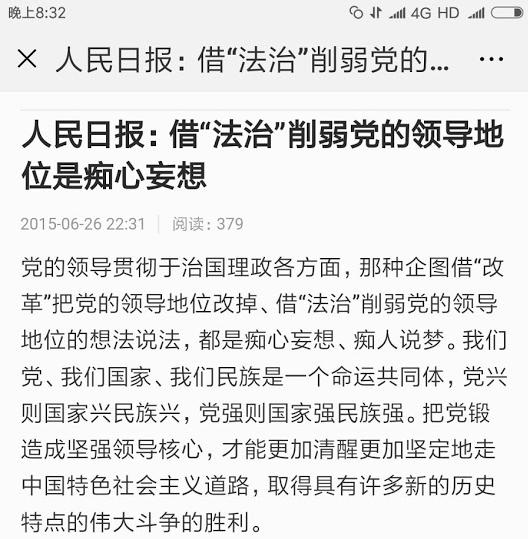 晚上8:32
4G HD
人民日报：借“法治”削弱党的...
人民日报：借“法治”削弱党的领导地
位是痴心妄想
2015-06-26 22:31 阅读：379
党的领导贯彻于治国理政各方面，那种企图借“改
革”把党的领导地位改掉、借“法治”削弱党的领导
地位的想法说法，都是痴心妄想、痴人说梦。我们
党、我们国家、我们民族是一个命运共同体，党兴
则国家兴民族兴，党强则国家强民族强。把党锻
造成坚强领导核心，才能更加清醒更加坚定地走
中国特色社会主义道路，取得具有许多新的历史
特点的伟大斗争的胜利。